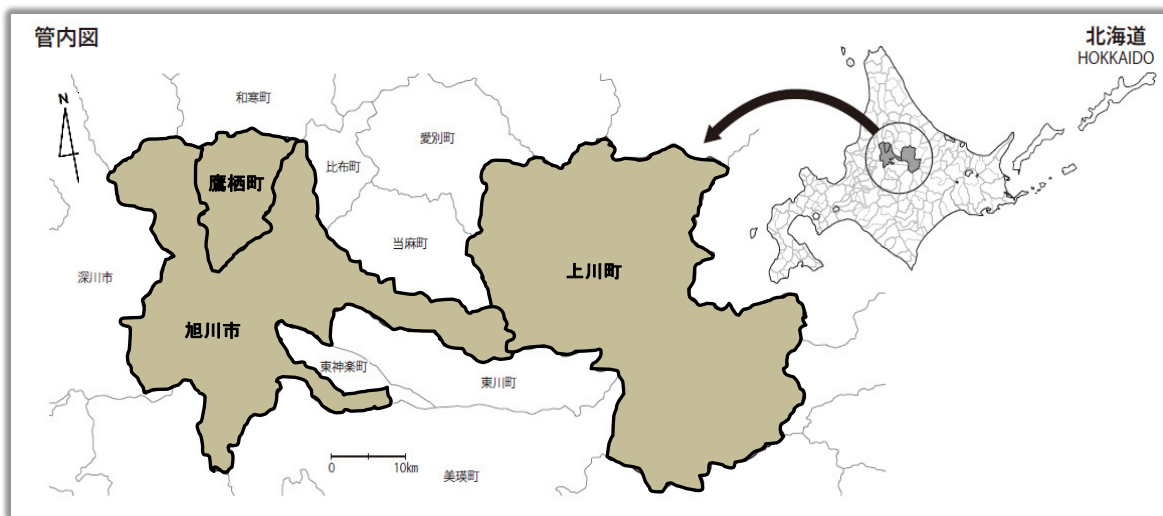 管内図
北海道
HOKKAIDO
N
和寒町
愛別町
比布町
鷹栖町
当麻町
深川市
上川町
旭川市
東神楽町
東川町
0 10km
美瑛町